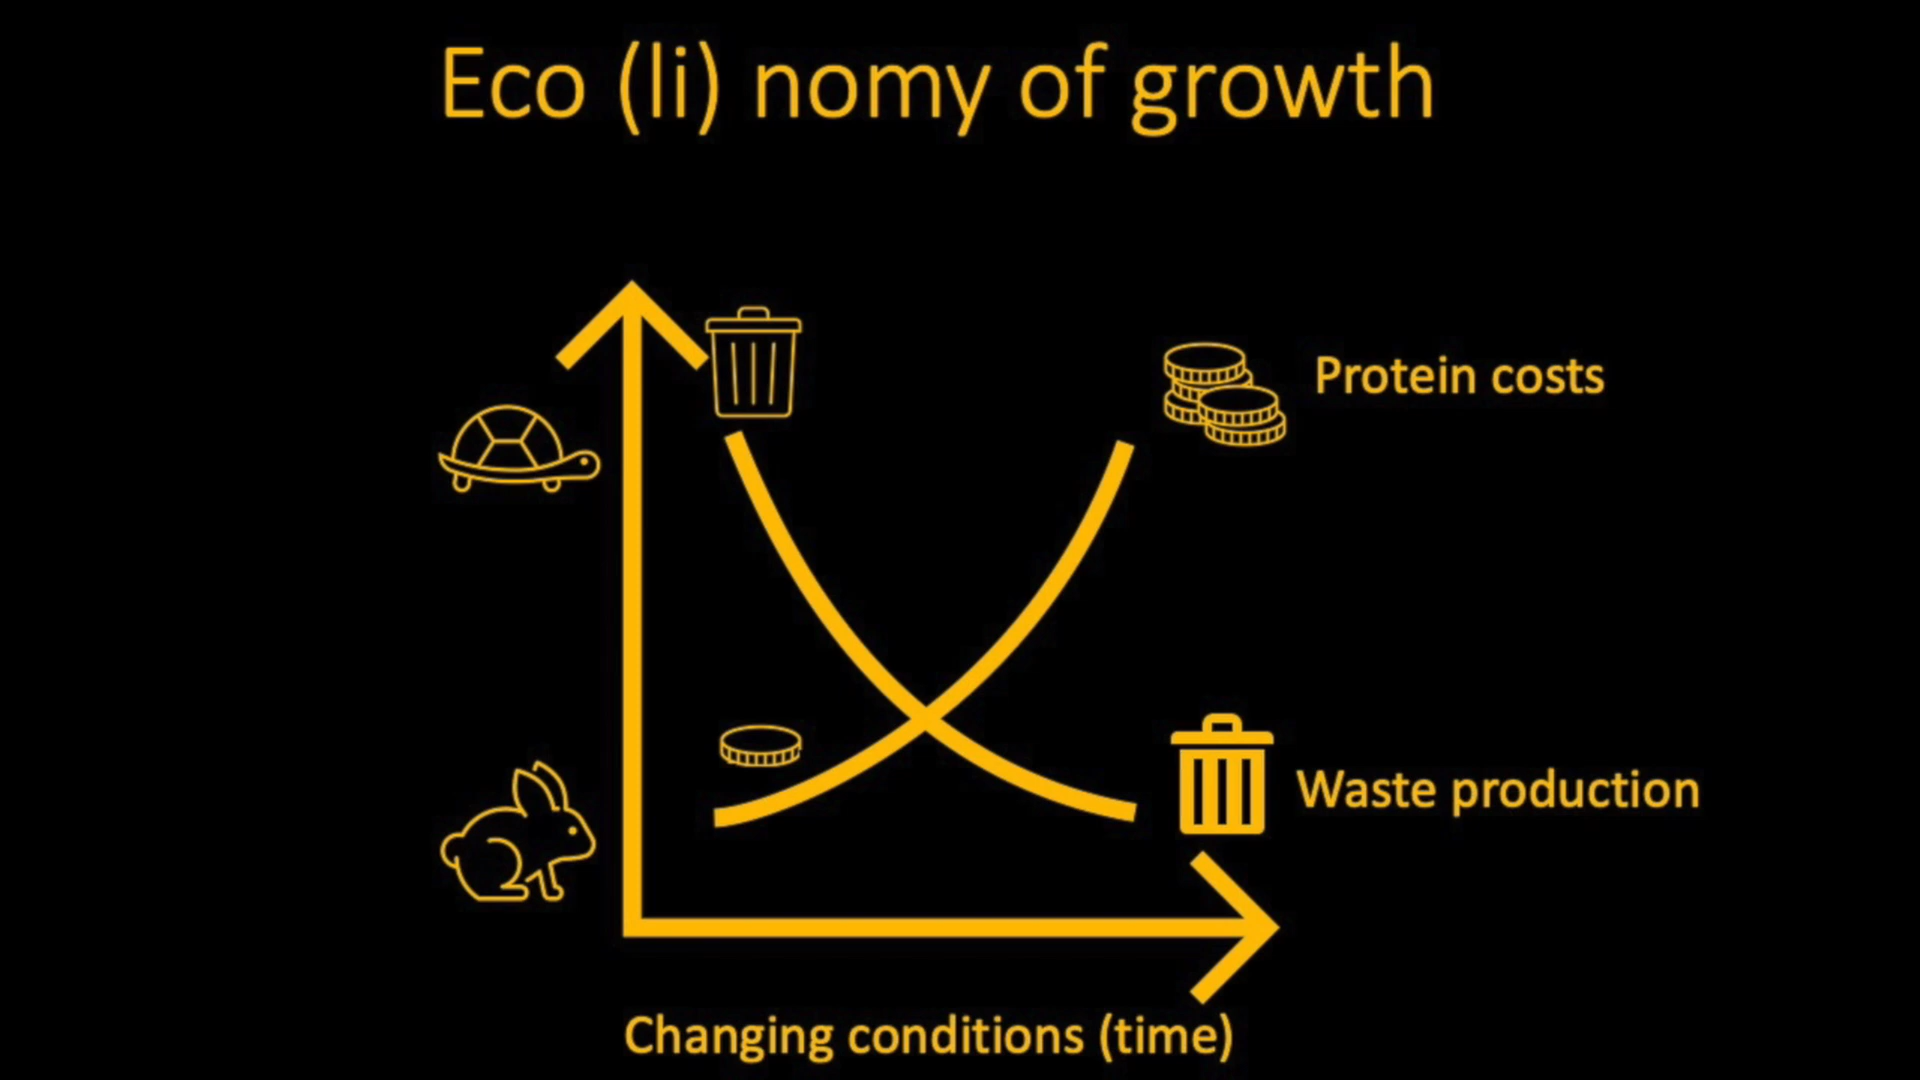 Eco (li) nomy of growth
Protein costs
Waste production
Changing conditions (time)